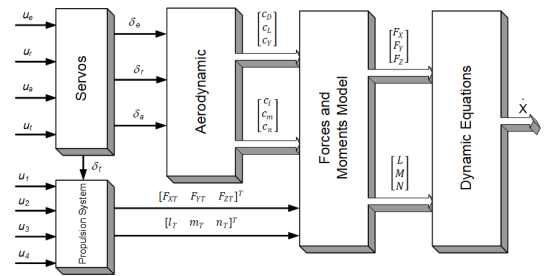 u_e
u_r
u_a
u_t
Servos
δ_e
δ_r
δ_a
δ_t
Aerodynamic
[c_D
c_L
c_Y]
[c_l
c_m
c_n]
Forces and
Moments Model
[F_X
F_Y
F_Z]
[L
M
N]
Dynamic Equations
Ẋ
u_1
u_2
u_3
u_4
Propulsion System
[F_XT F_YT F_ZT]^T
[l_T m_T n_T]^T